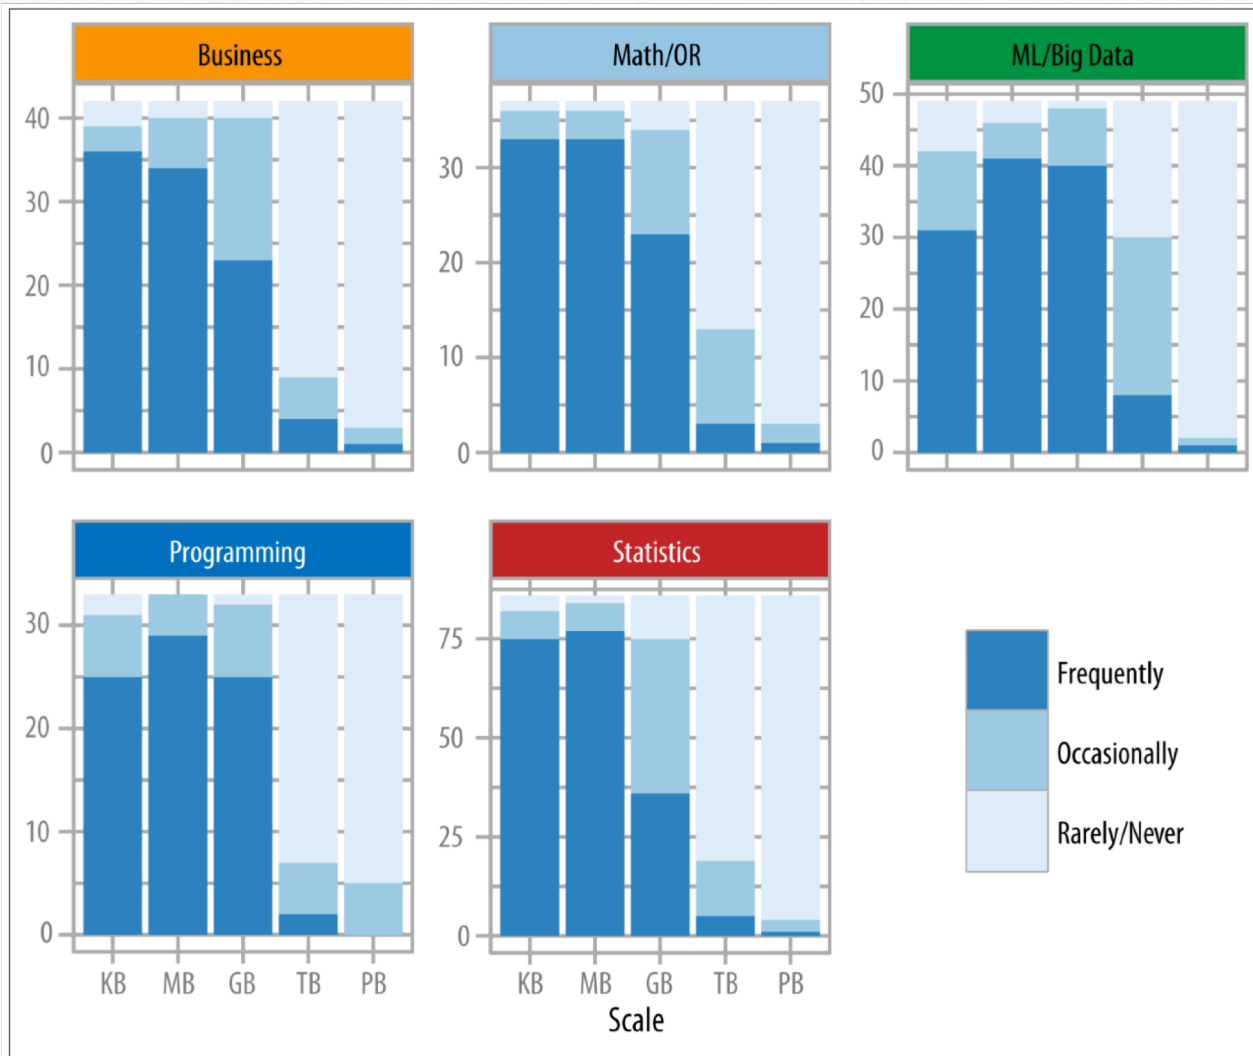 Business
Math/OR
ML/Big Data
40
30
20
10
0
30
20
10
0
50
40
30
20
10
0
Programming
Statistics
30
20
10
0
75
50
25
0
Frequently
Occasionally
Rarely/Never
KB MB GB TB PB
KB MB GB TB PB
Scale